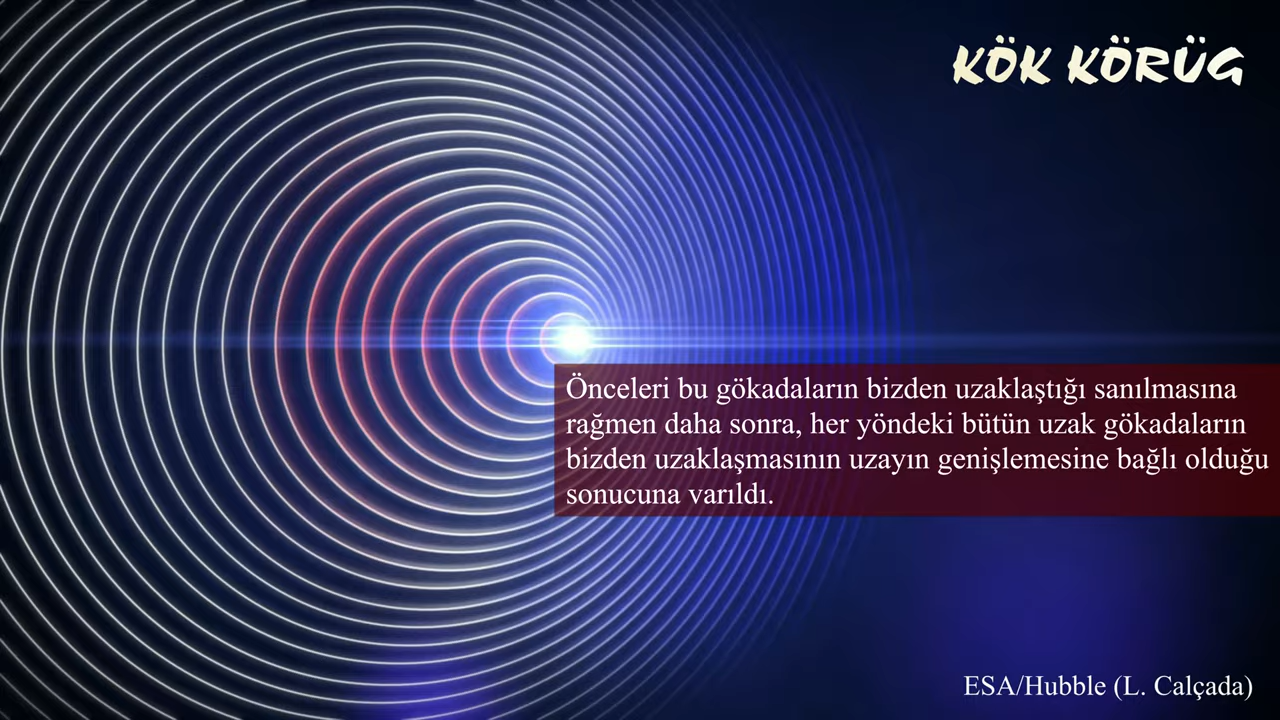 KÖK KÖRÜG
Önceleri bu gökadaların bizden uzaklaştığı sanılmasına
rağmen daha sonra, her yöndeki bütün uzak gökadaların
bizden uzaklaşmasının uzayın genişlemesine bağlı olduğu
sonucuna varıldı.
ESA/Hubble (L. Calçada)